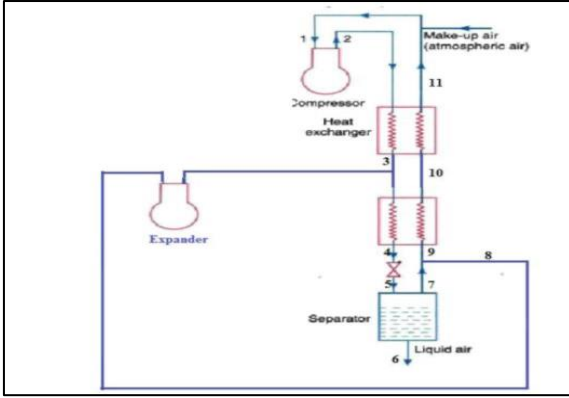 Make-up air
(atmospheric air)
1
2
11
Compressor
Heat
exchanger
3
10
Expander
4
9
8
5
7
Separator
Liquid air
6